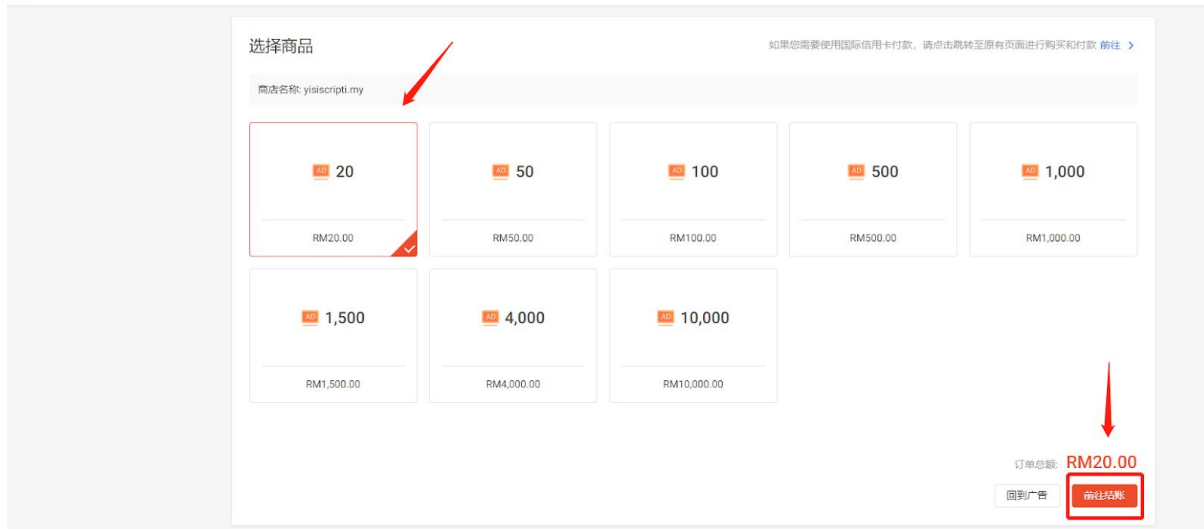 选择商品
如果您需要使用国际信用卡付款，请点击跳转至原有页面进行购买和付款 前往 >
商店名称: yisiscripti.my
AD 20
AD 50
AD 100
AD 500
AD 1,000
RM20.00
RM50.00
RM100.00
RM500.00
RM1,000.00
AD 1,500
AD 4,000
AD 10,000
RM1,500.00
RM4,000.00
RM10,000.00
订单总额: RM20.00
回到广告
前往结账